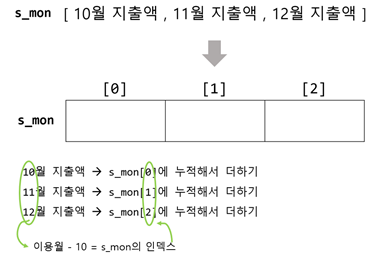 s_mon [ 10월 지출액 , 11월 지출액 , 12월 지출액 ]
[0] [1] [2]
s_mon
10월 지출액 → s_mon[0]에 누적해서 더하기
11월 지출액 → s_mon[1]에 누적해서 더하기
12월 지출액 → s_mon[2]에 누적해서 더하기
이용월 - 10 = s_mon의 인덱스